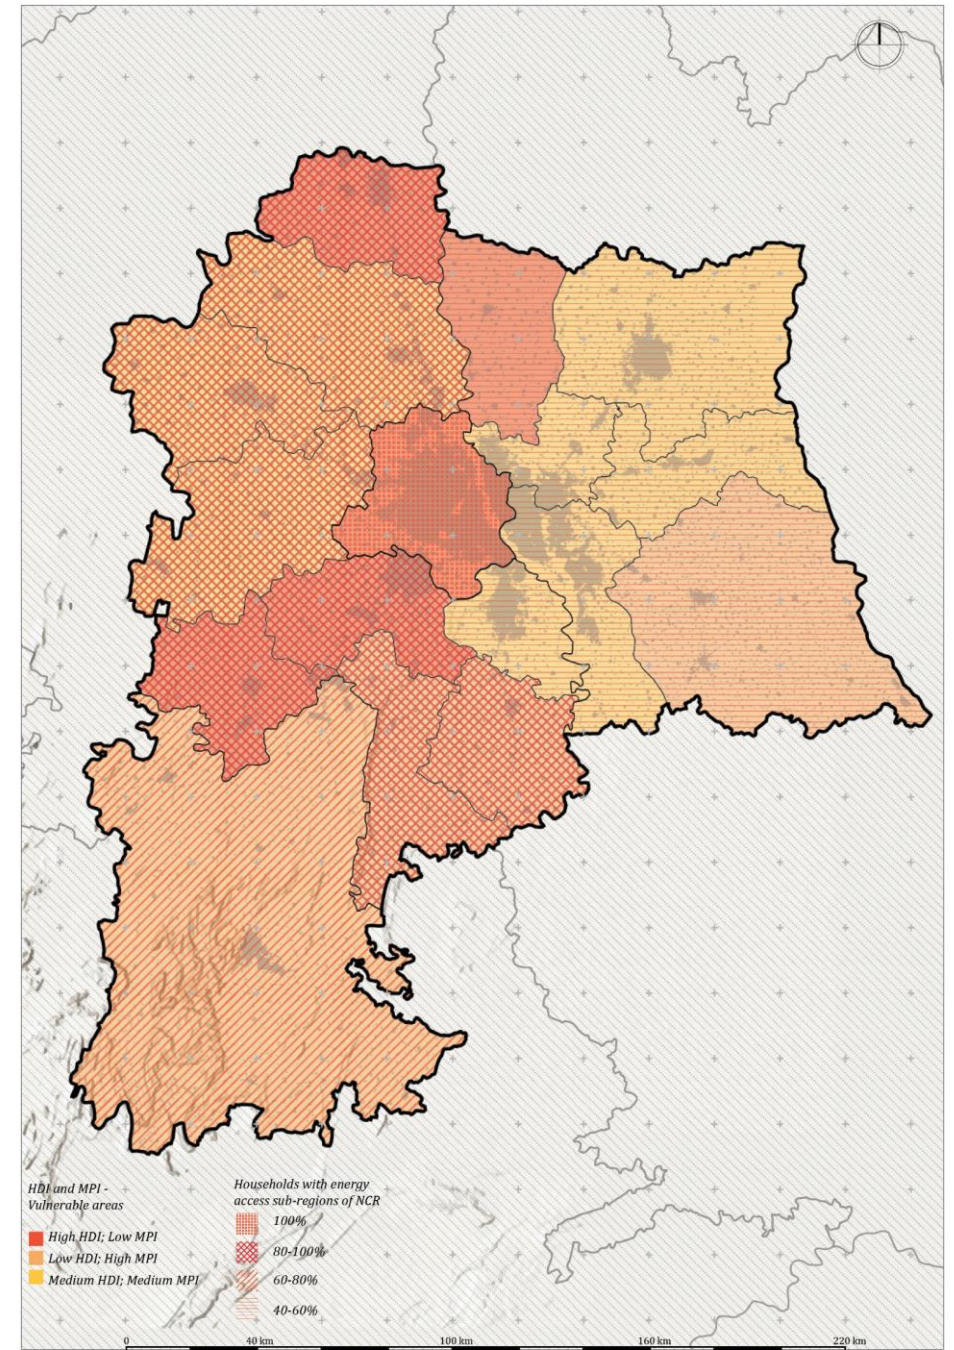 HDI and MPI -
Vulnerable areas
High HDI; Low MPI
Low HDI; High MPI
Medium HDI; Medium MPI
Households with energy
access sub-regions of NCR
100%
80-100%
60-80%
40-60%
0 40 km 100 km 160 km 220 km